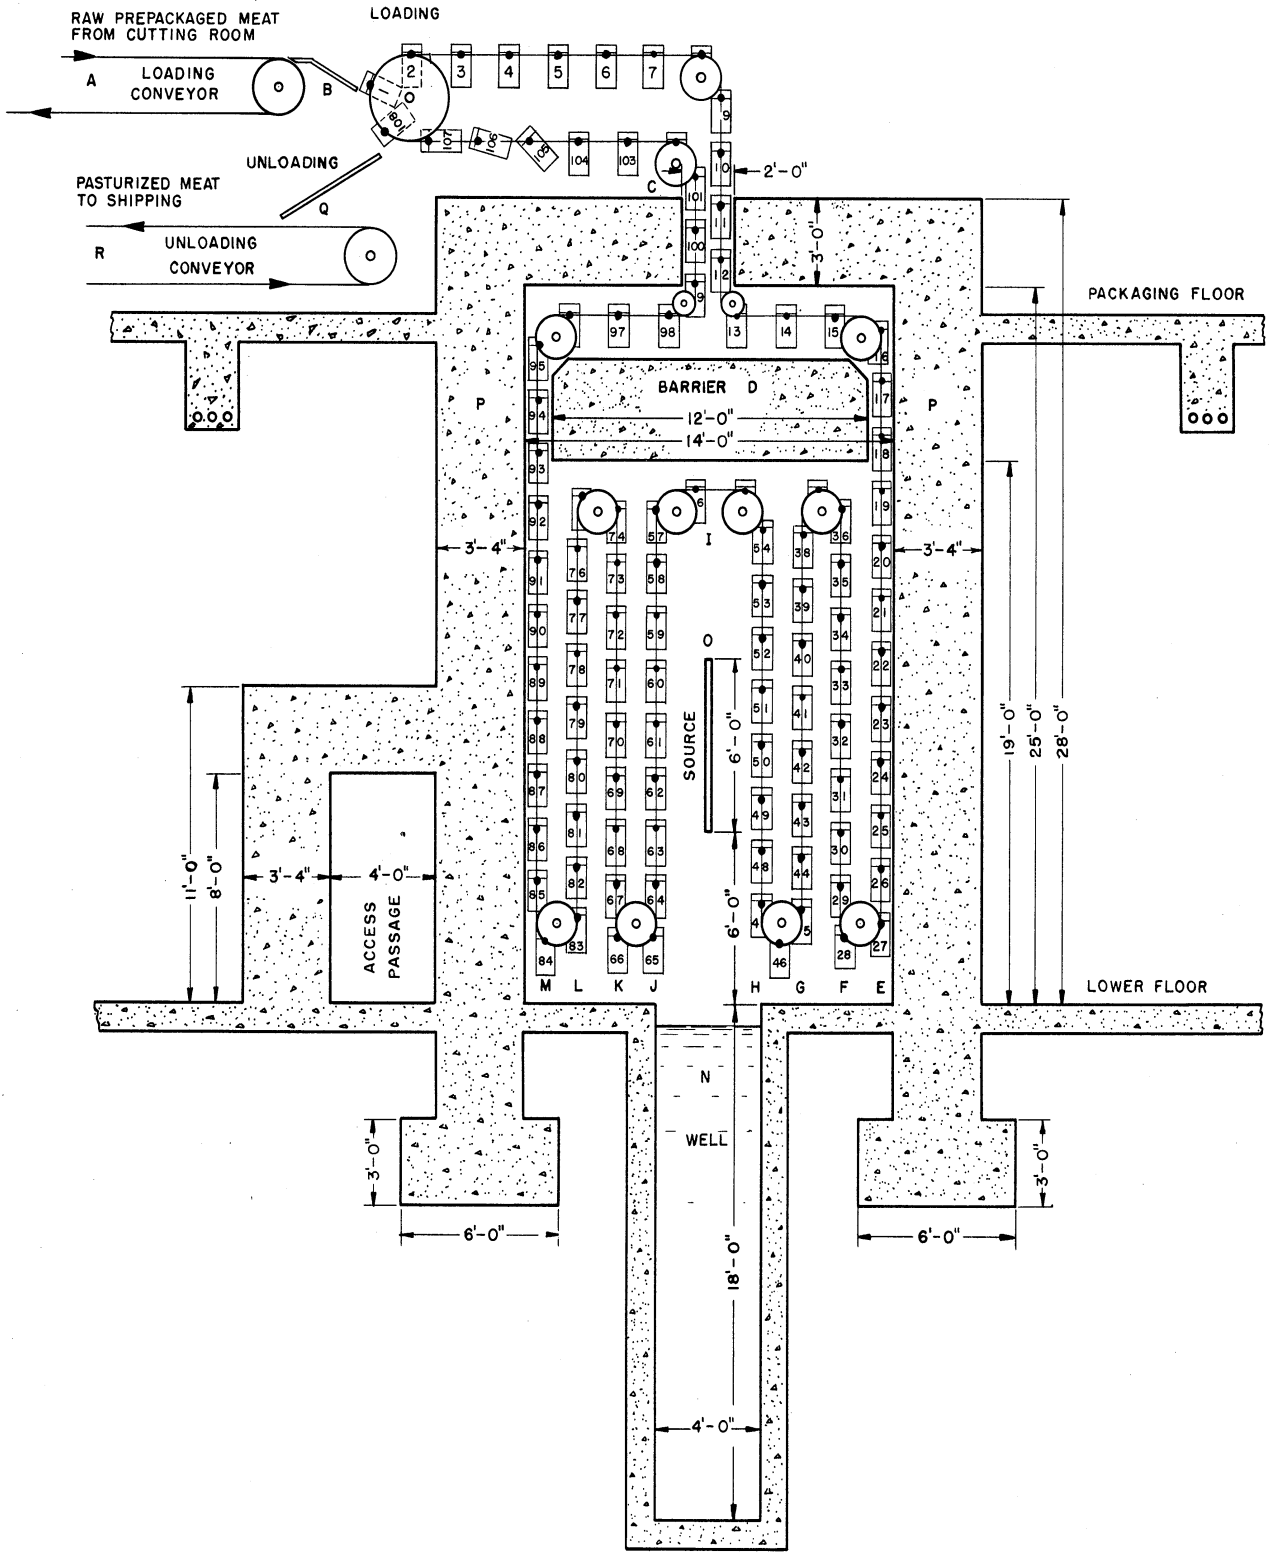 LOADING
RAW PREPACKAGED MEAT
FROM CUTTING ROOM
A
LOADING
CONVEYOR
B
2 3 4 5 6 7
9
108
107 106 105 104 103
10
UNLOADING
C
2'-0"
101
PASTURIZED MEAT
TO SHIPPING
Q
11
R
UNLOADING
CONVEYOR
100
12
3'-0"
9
PACKAGING FLOOR
97 98 13 14 15
16
95
BARRIER D
17
94
P
12'-0"
P
14'-0"
93
18
92
6
19
74 57
I
54 38 36
20
3'-4"
3'-4"
91 76 73 58 53 39 35 21
90 77 72 59 52 40 34 22
O
89 78 71 60 51 41 33 23
88 79 70 61 50 42 32 24
SOURCE
6'-0"
87 80 69 62 49 43 31 25
86 81 68 63 48 44 30 26
85 82 67 64 4 5 29 27
84 83 66 65 46 28
19'-0"
25'-0"
28'-0"
11'-0"
8'-0"
3'-4"
4'-0"
ACCESS
PASSAGE
6'-0"
M L K J H G F E
LOWER FLOOR
N
WELL
3'-0"
3'-0"
6'-0"
6'-0"
18'-0"
4'-0"